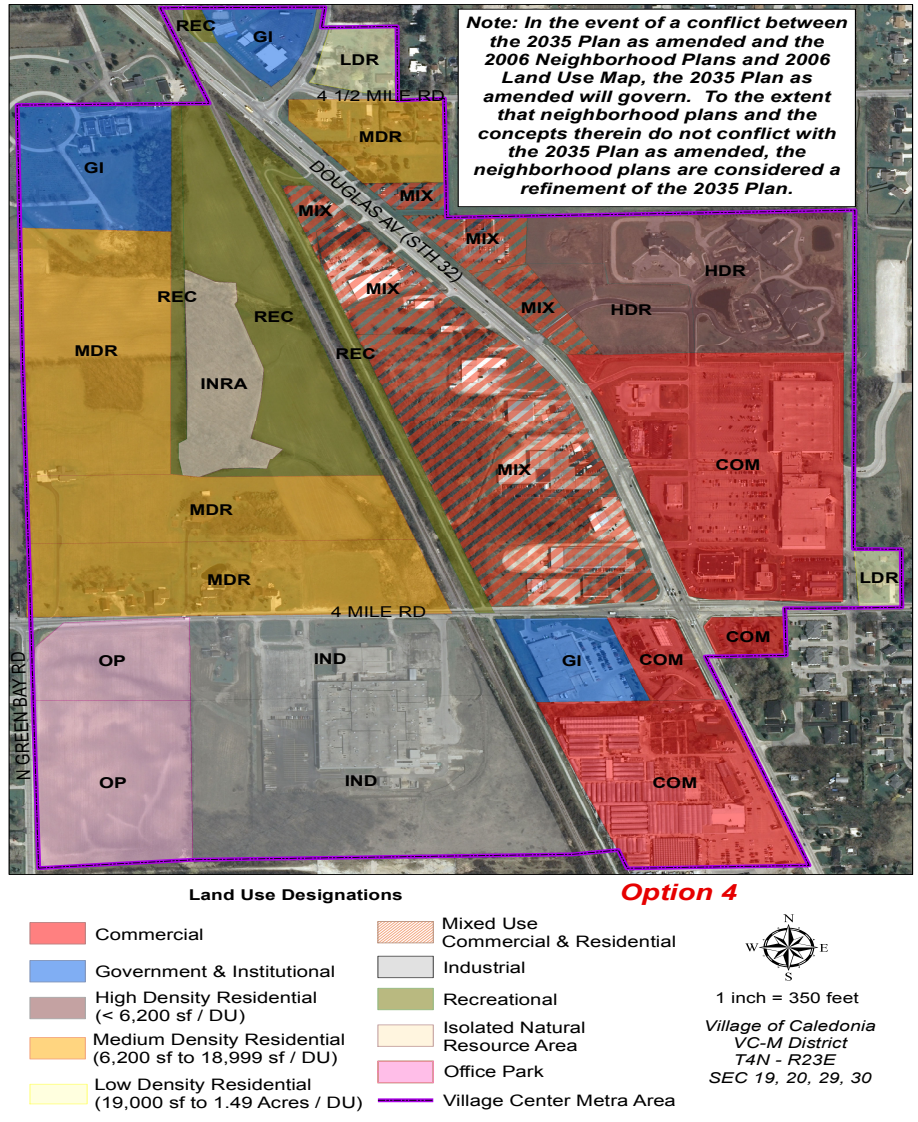 Note: In the event of a conflict between
the 2035 Plan as amended and the
2006 Neighborhood Plans and 2006
Land Use Map, the 2035 Plan as
amended will govern. To the extent
that neighborhood plans and the
concepts therein do not conflict with
the 2035 Plan as amended, the
neighborhood plans are considered a
refinement of the 2035 Plan.
REC
GI
LDR
4 1/2 MILE RD
MDR
GI
DOUGLAS AV (STH 32)
MIX
MIX
MIX
HDR
MIX
REC
MIX
HDR
REC
MDR
REC
INRA
COM
MIX
MDR
MDR
LDR
4 MILE RD
COM
OP
IND
GI
COM
N GREEN BAY RD
OP
IND
COM
Land Use Designations
Option 4
Commercial
Government & Institutional
High Density Residential
(< 6,200 sf / DU)
Medium Density Residential
(6,200 sf to 18,999 sf / DU)
Low Density Residential
(19,000 sf to 1.49 Acres / DU)
Mixed Use
Commercial & Residential
Industrial
Recreational
Isolated Natural
Resource Area
Office Park
Village Center Metra Area
N
W
E
S
1 inch = 350 feet
Village of Caledonia
VC-M District
T4N - R23E
SEC 19, 20, 29, 30